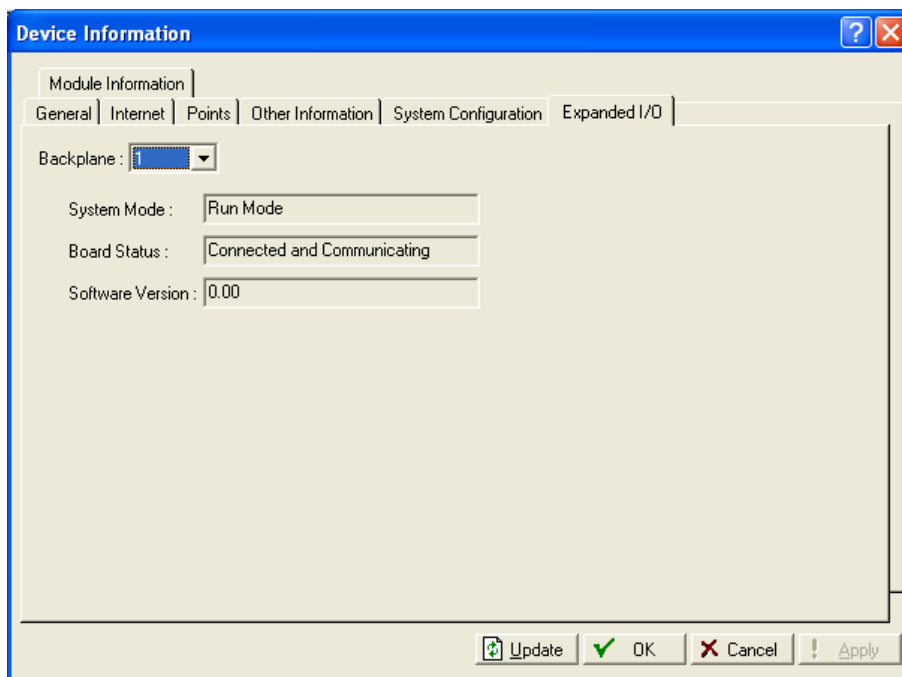 Device Information
Module Information
General Internet Points Other Information System Configuration Expanded I/O
Backplane : 1
System Mode : Run Mode
Board Status : Connected and Communicating
Software Version : 0.00
Update OK Cancel ! Apply